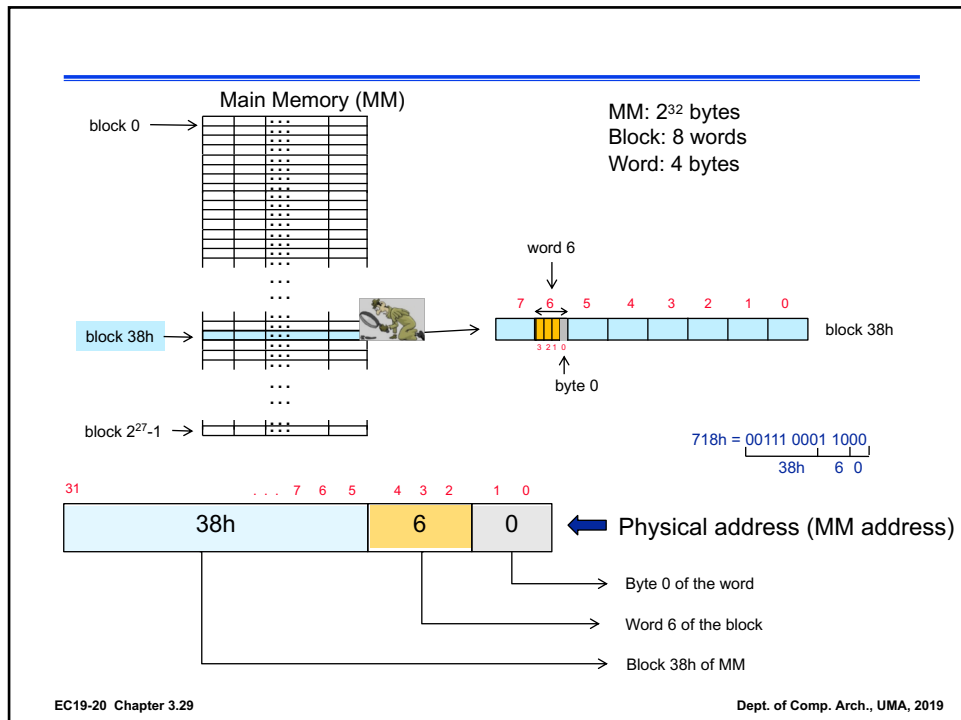 Main Memory (MM)
MM: 2³² bytes
Block: 8 words
Word: 4 bytes
block 0
...
word 6
7 6 5 4 3 2 1 0
block 38h
block 38h
3 2 1 0
byte 0
...
block 2²⁷-1
718h = 00111 0001 1000
38h 6 0
31 . . . 7 6 5 4 3 2 1 0
38h 6 0
Physical address (MM address)
Byte 0 of the word
Word 6 of the block
Block 38h of MM
EC19-20 Chapter 3.29
Dept. of Comp. Arch., UMA, 2019